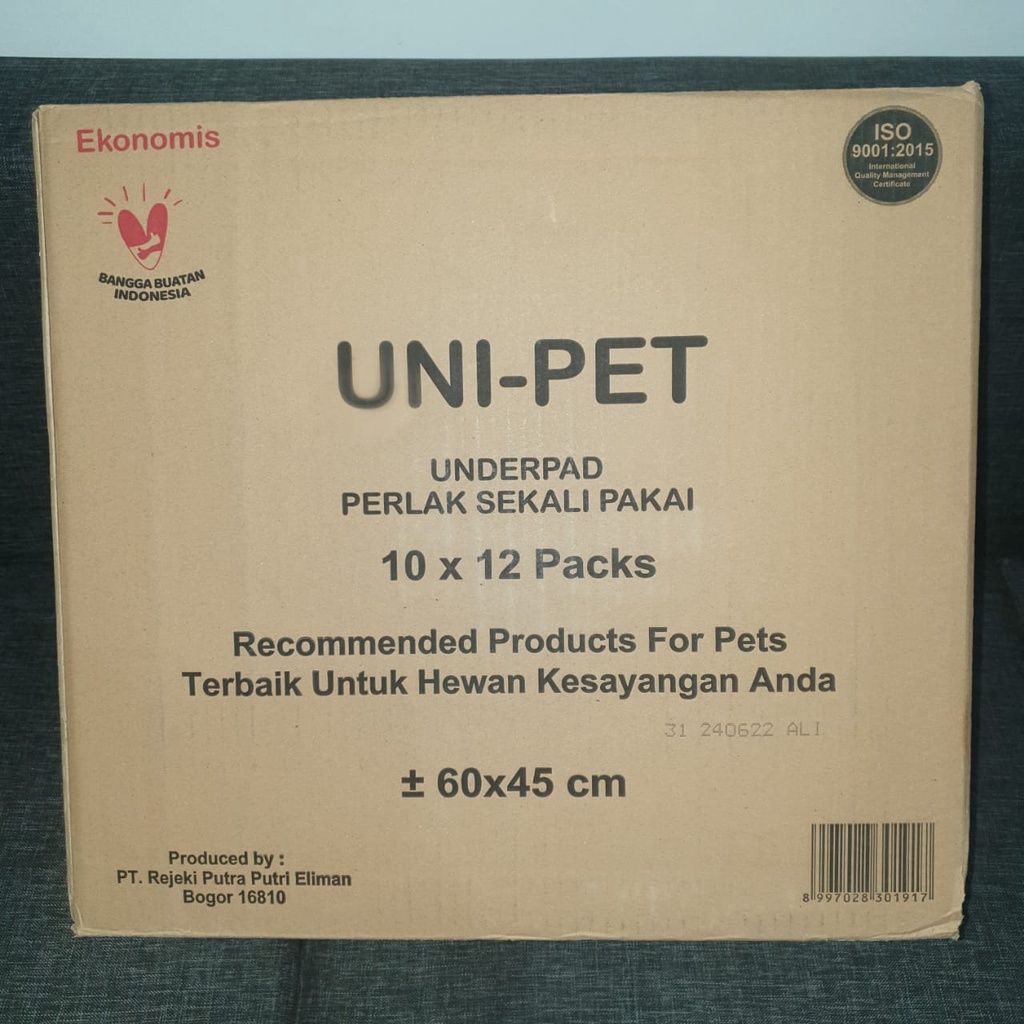 Ekonomis
BANGGA BUATAN
INDONESIA
ISO
9001:2015
International
Quality Management
Certificate
UNI-PET
UNDERPAD
PERLAK SEKALI PAKAI
10 x 12 Packs
Recommended Products For Pets
Terbaik Untuk Hewan Kesayangan Anda
31 240622 ALI
± 60x45 cm
Produced by :
PT. Rejeki Putra Putri Eliman
Bogor 16810
8 997028 301917